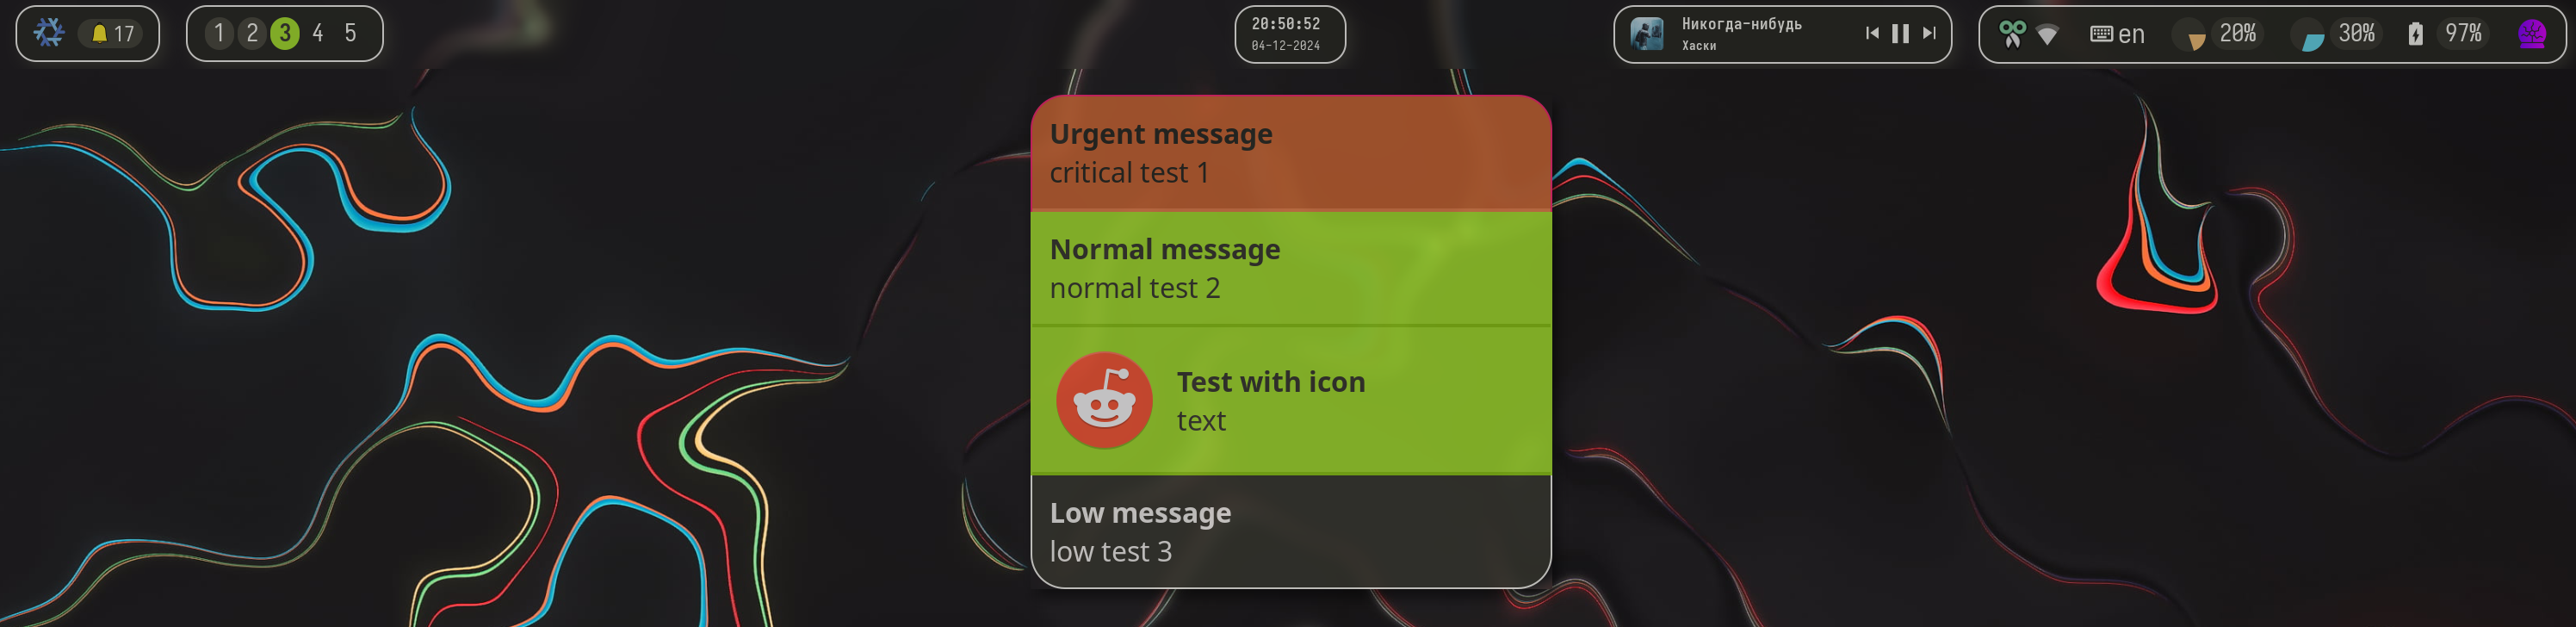 17
1 2 3 4 5
20:50:52
04-12-2024
Никогда-нибудь
Хаски
en 20% 30% 97%
Urgent message
critical test 1
Normal message
normal test 2
Test with icon
text
Low message
low test 3